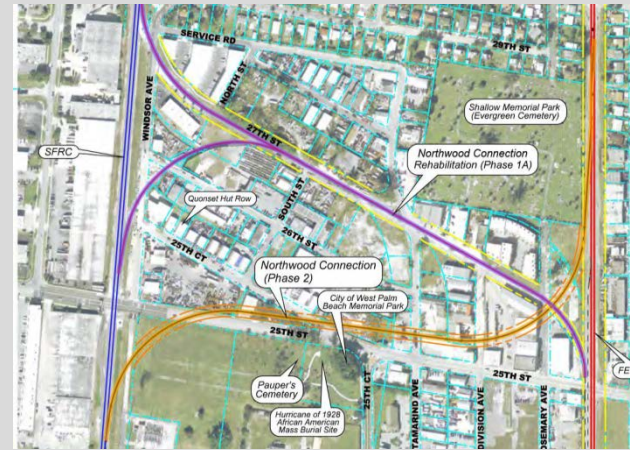 SERVICE RD
29TH ST
NORTH ST
WINDSOR AVE
Shallow Memorial Park
(Evergreen Cemetery)
27TH ST
SFRC
Northwood Connection
Rehabilitation (Phase 1A)
Quonset Hut Row
SOUTH ST
26TH ST
25TH CT
Northwood Connection
(Phase 2)
City of West Palm
Beach Memorial Park
25TH ST
FE
Pauper's
Cemetery
25TH ST
Hurricane of 1928
African American
Mass Burial Site
25TH CT
TAMARIND AVE
DIVISION AVE
OSEMARY AVE